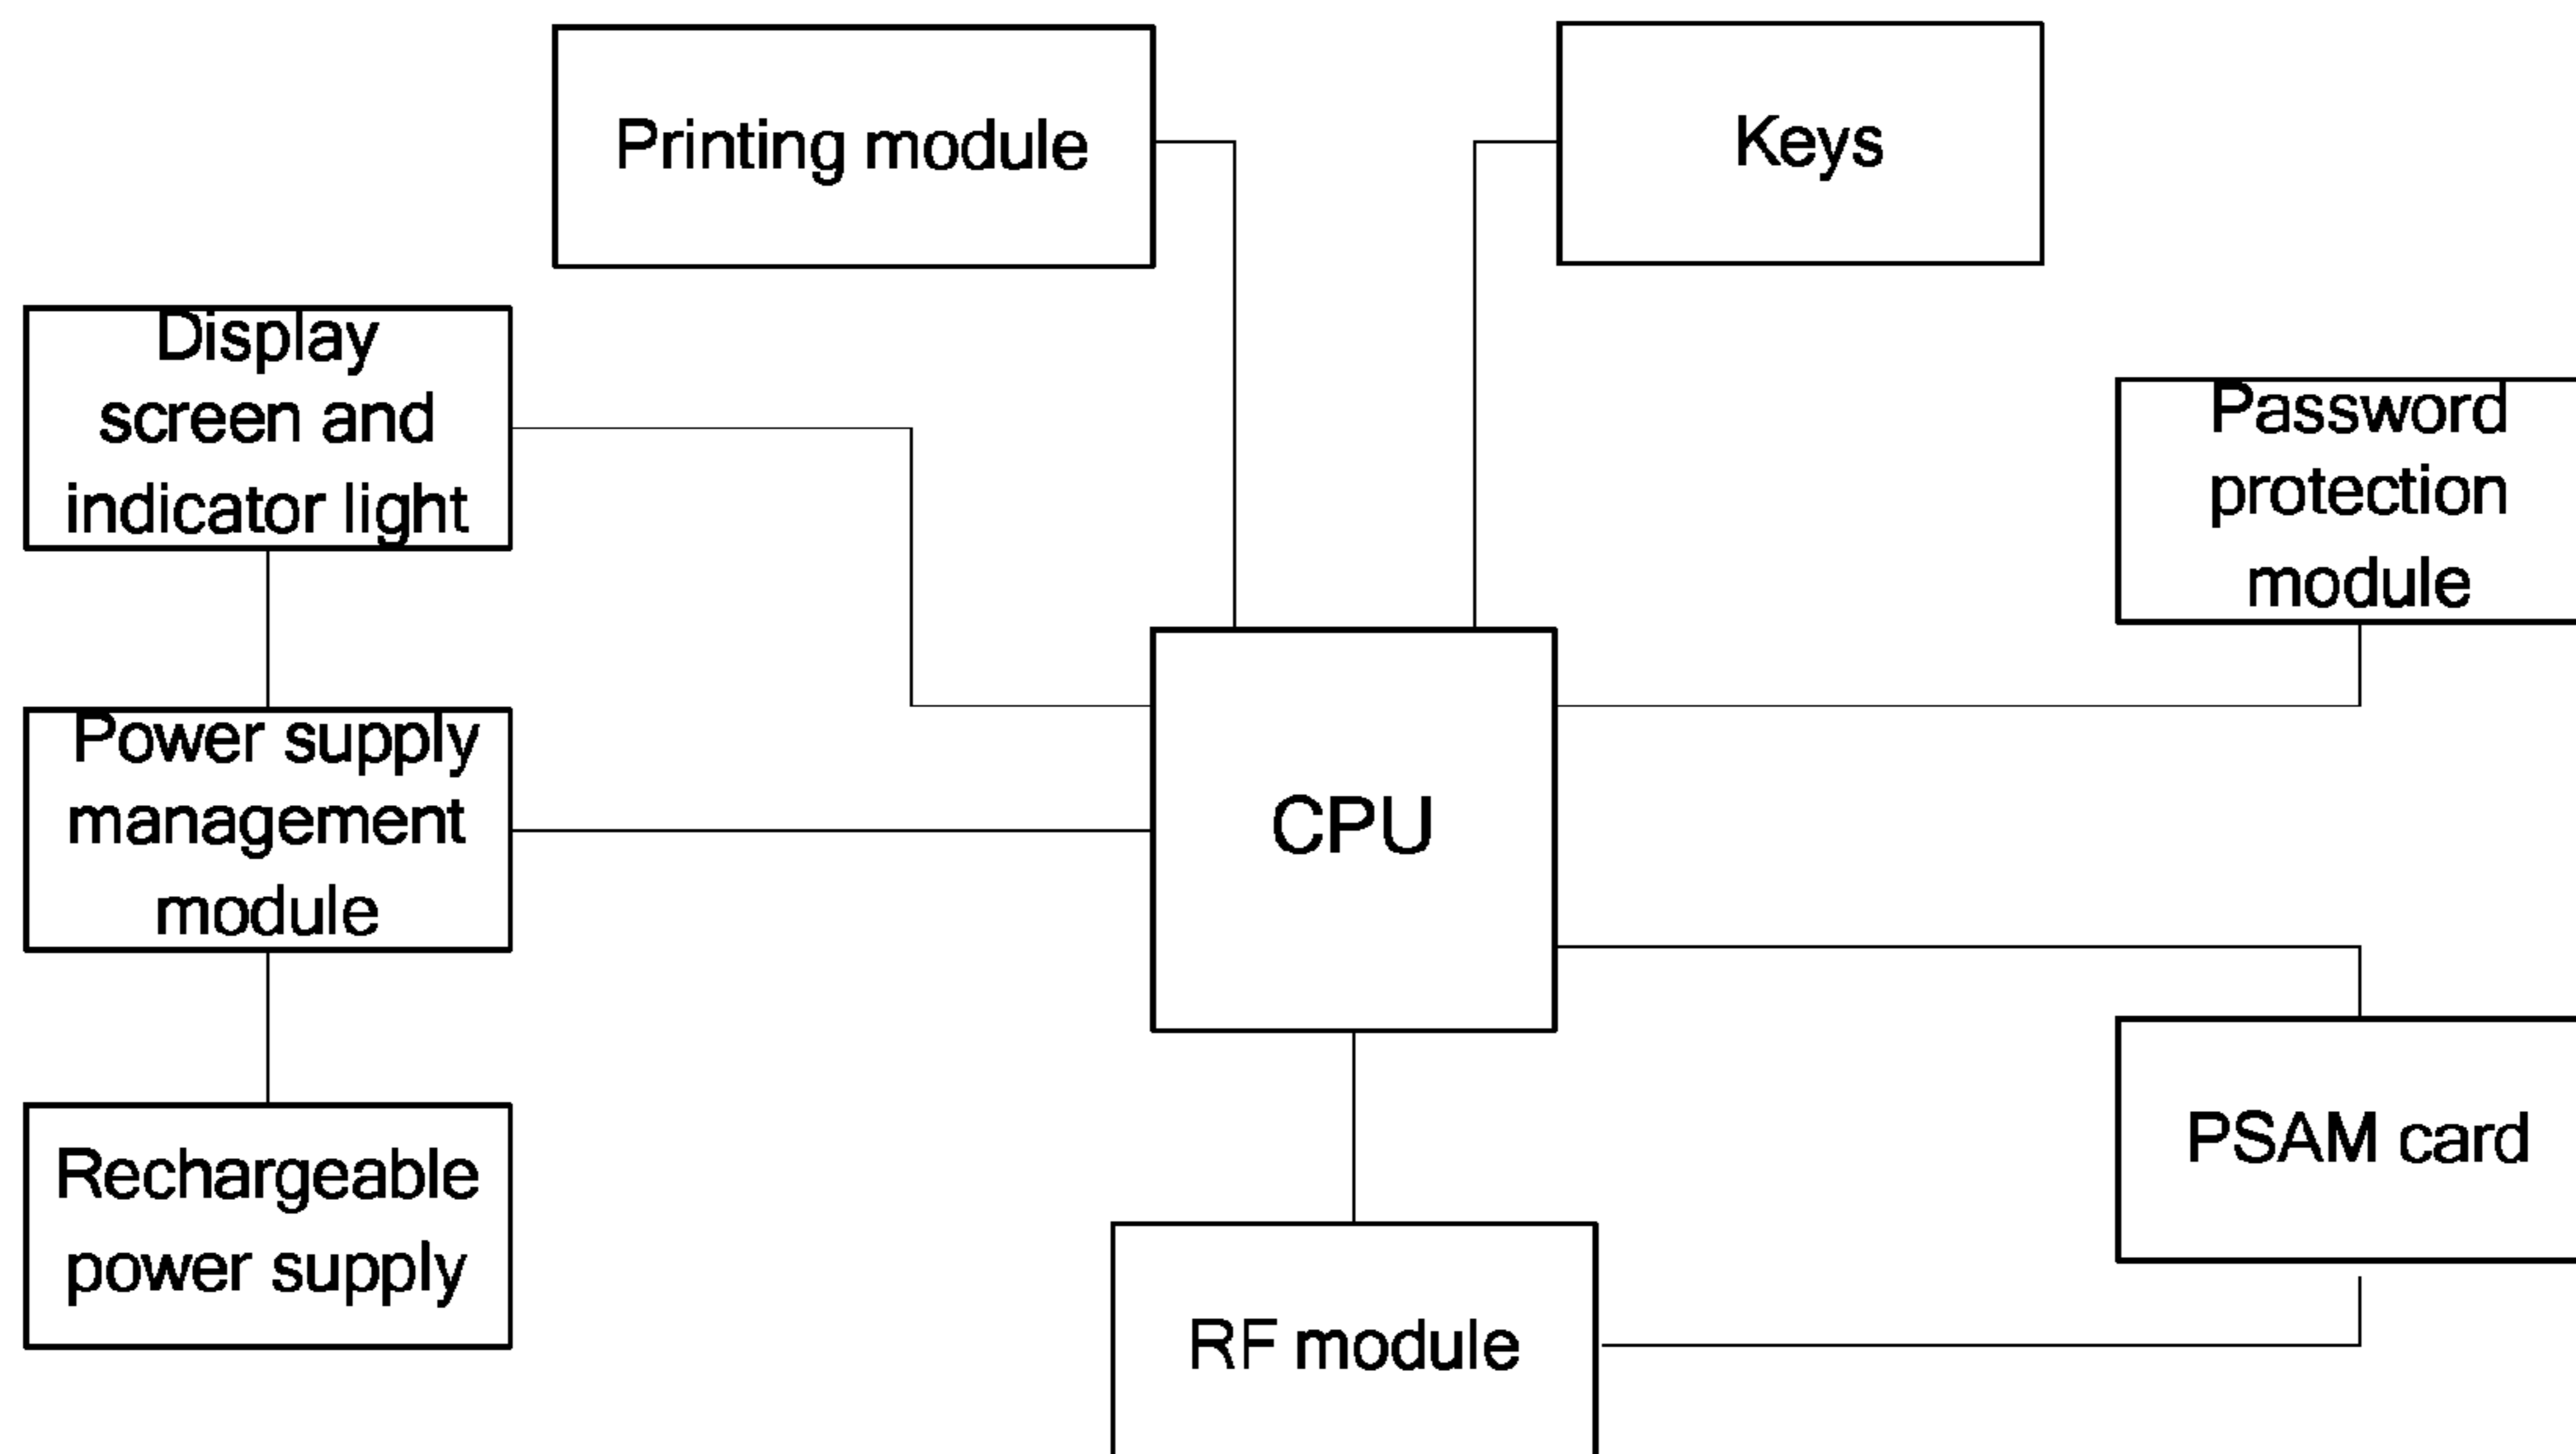 Printing module
Keys
Display
screen and
indicator light
Password
protection
module
Power supply
management
module
CPU
Rechargeable
power supply
PSAM card
RF module